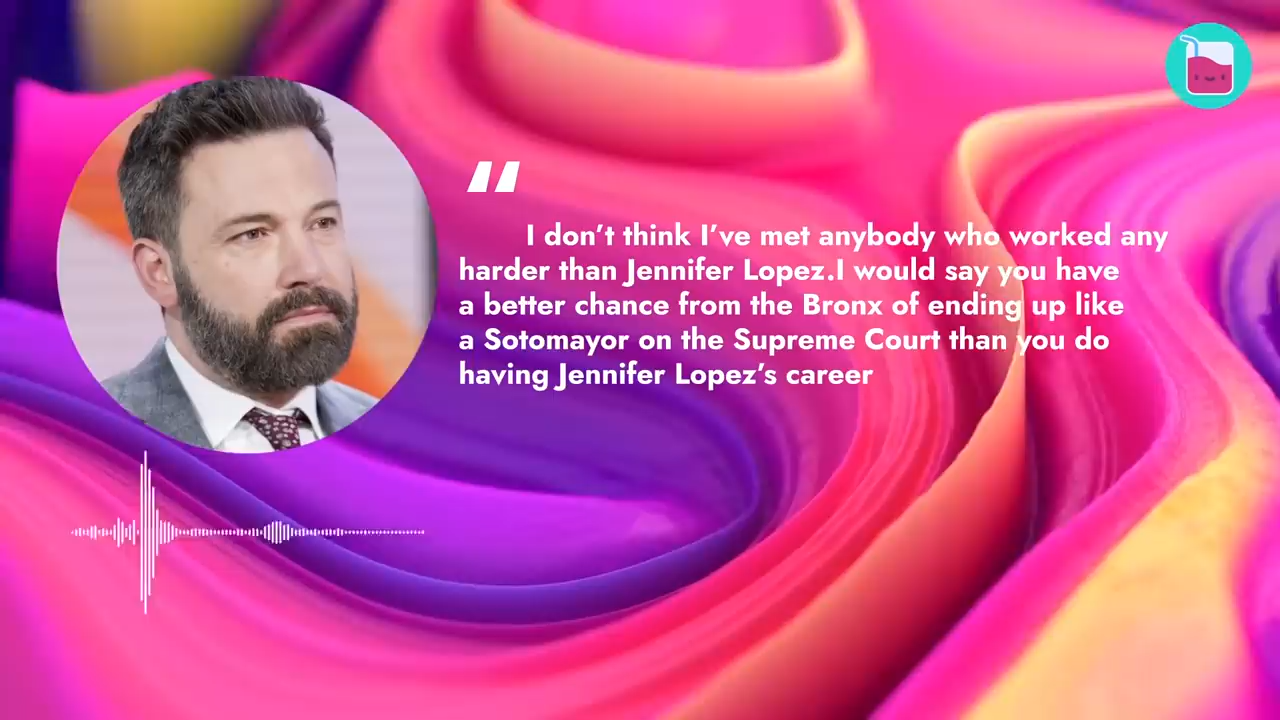 “
I don’t think I’ve met anybody who worked any
harder than Jennifer Lopez.I would say you have
a better chance from the Bronx of ending up like
a Sotomayor on the Supreme Court than you do
having Jennifer Lopez’s career